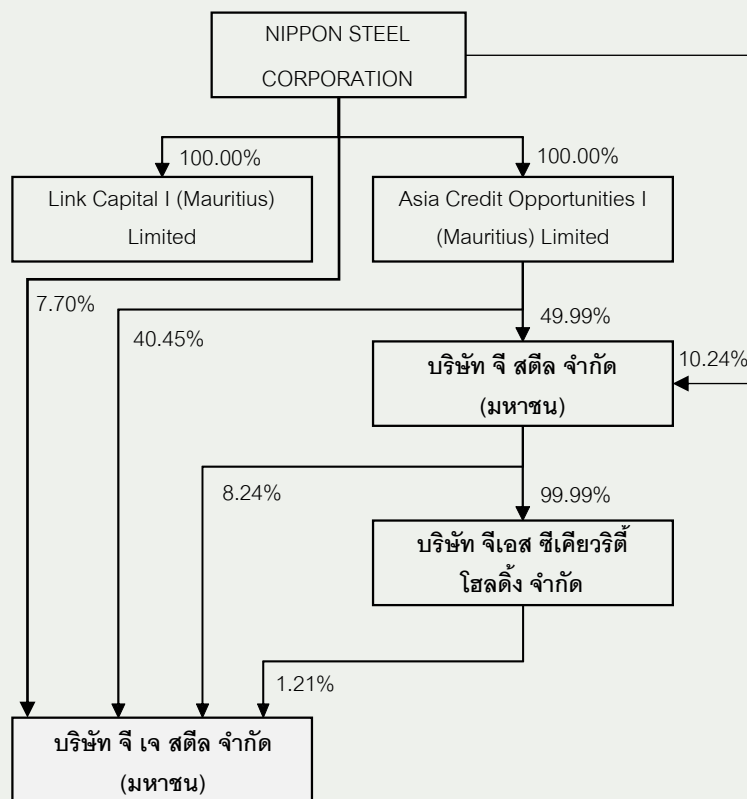 NIPPON STEEL
CORPORATION
100.00%
100.00%
Link Capital I (Mauritius)
Limited
Asia Credit Opportunities I
(Mauritius) Limited
7.70%
40.45%
49.99%
บริษัท จี สตีล จำกัด
(มหาชน)
10.24%
8.24%
99.99%
บริษัท จีเอส ซีเคียวริตี้
โฮลดิ้ง จำกัด
1.21%
บริษัท จี เจ สตีล จำกัด
(มหาชน)